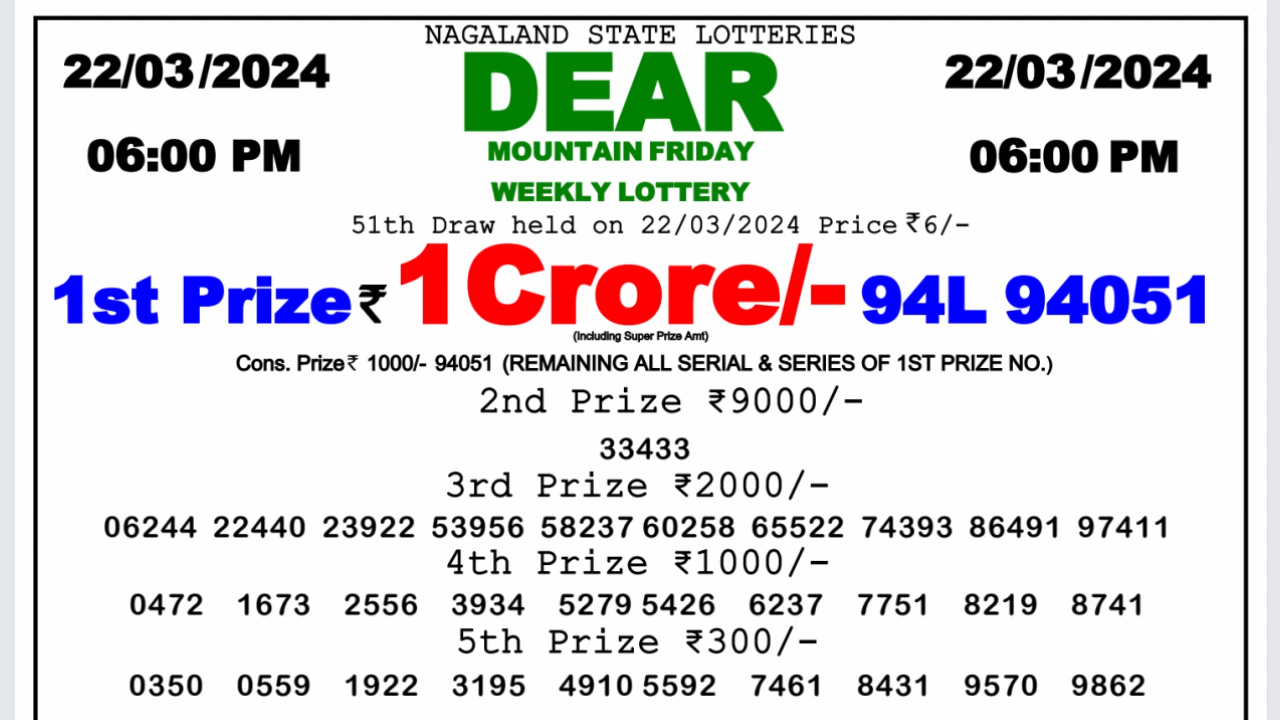 NAGALAND STATE LOTTERIES
22/03/2024 DEAR 22/03/2024
06:00 PM MOUNTAIN FRIDAY 06:00 PM
WEEKLY LOTTERY
51th Draw held on 22/03/2024 Price ₹6/-
1st Prize ₹ 1Crore/- 94L 94051
(Including Super Prize Amt)
Cons. Prize ₹ 1000/- 94051 (REMAINING ALL SERIAL & SERIES OF 1ST PRIZE NO.)
2nd Prize ₹9000/-
33433
3rd Prize ₹2000/-
06244 22440 23922 53956 58237 60258 65522 74393 86491 97411
4th Prize ₹1000/-
0472 1673 2556 3934 5279 5426 6237 7751 8219 8741
5th Prize ₹300/-
0350 0559 1922 3195 4910 5592 7461 8431 9570 9862